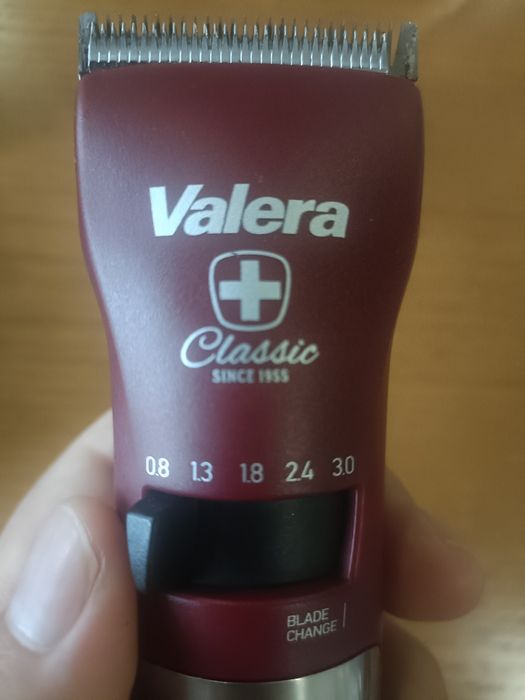 Valera
Classic
SINCE 1955
0.8 1.3 1.8 2.4 3.0
BLADE
CHANGE